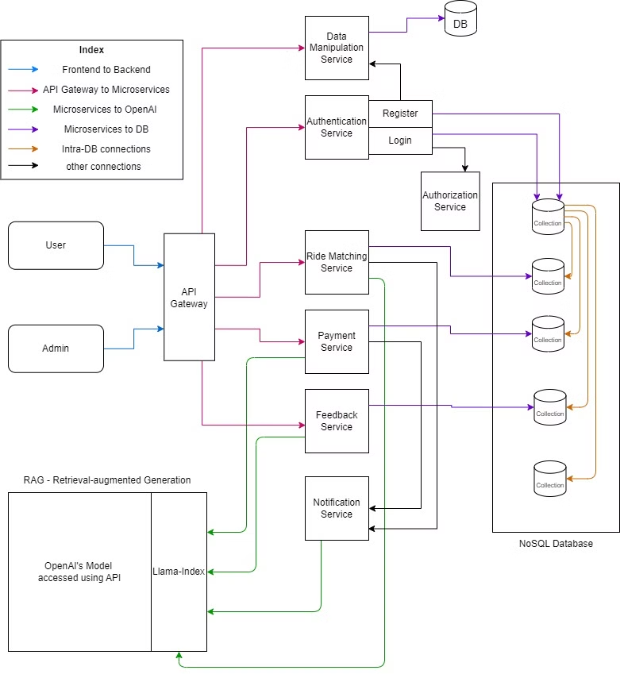 Index
Frontend to Backend
API Gateway to Microservices
Microservices to OpenAI
Microservices to DB
Intra-DB connections
other connections
Data
Manipulation
Service
DB
Authentication
Service
Register
Login
Authorization
Service
User
Admin
API
Gateway
Ride Matching
Service
Payment
Service
Feedback
Service
Notification
Service
Collection
Collection
Collection
Collection
Collection
NoSQL Database
RAG - Retrieval-augmented Generation
OpenAI's Model
accessed using API
Llama-Index